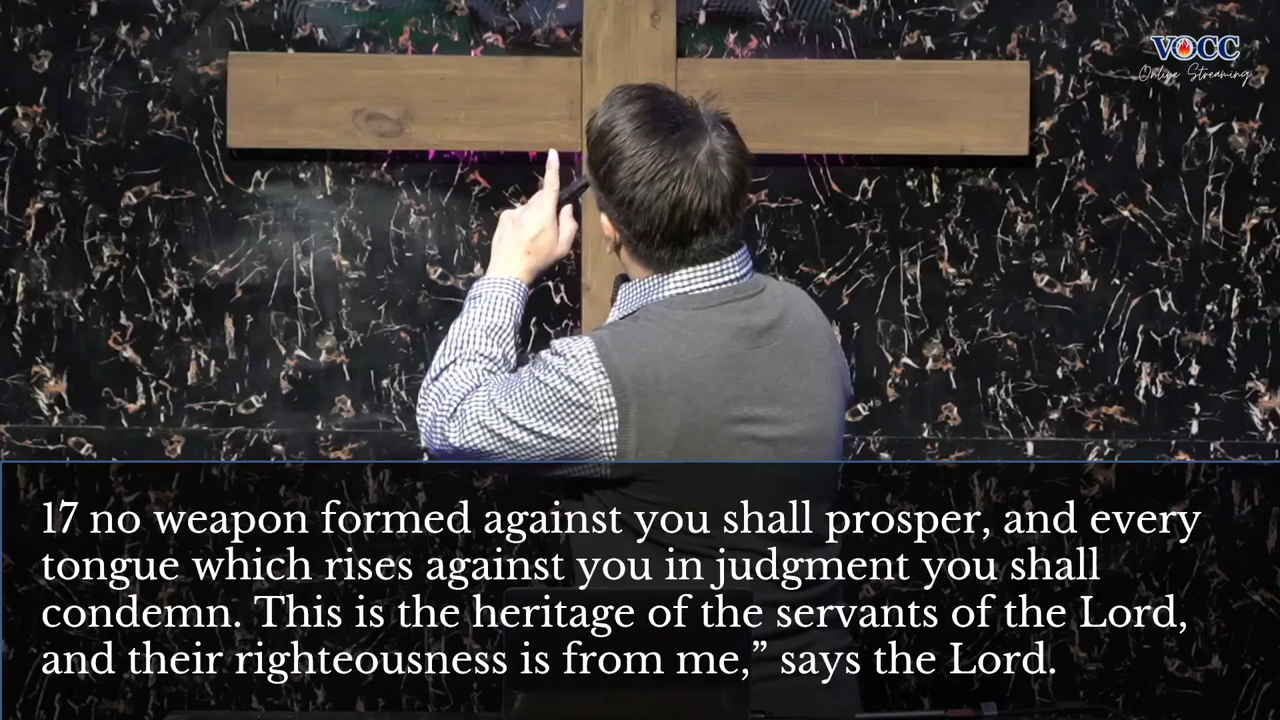 VOCC
Online Streaming
17 no weapon formed against you shall prosper, and every
tongue which rises against you in judgment you shall
condemn. This is the heritage of the servants of the Lord,
and their righteousness is from me,” says the Lord.